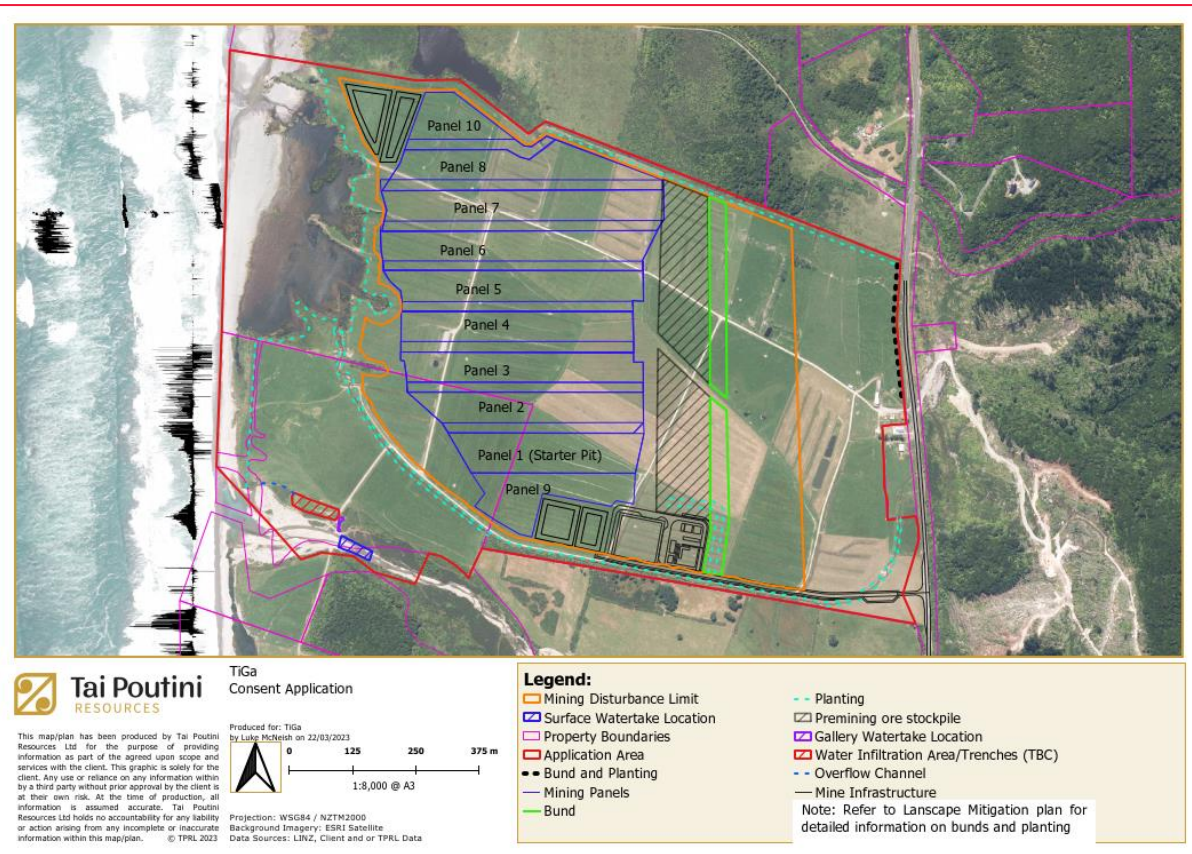 Panel 10
Panel 8
Panel 7
Panel 6
Panel 5
Panel 4
Panel 3
Panel 2
Panel 1 (Starter Pit)
Panel 9
Tai Poutini
RESOURCES
This map/plan has been produced by Tai Poutini
Resources Ltd for the purpose of providing
information as part of the agreed upon scope and
services with the client. This graphic is solely for the
client. Any use or reliance on any information within
by a third party without prior approval by the client is
at their own risk. At the time of production, all
information is assumed accurate. Tai Poutini
Resources Ltd holds no accountability for any liability
or action arising from any incomplete or inaccurate
information within this map/plan. © TPRL 2023
TiGa
Consent Application
Produced for: TiGa
by Luke McNeish on 22/03/2023
0 125 250 375 m
1:8,000 @ A3
Projection: WSG84 / NZTM2000
Background Imagery: ESRI Satellite
Data Sources: LINZ, Client and or TPRL Data
Legend:
Mining Disturbance Limit
Surface Watertake Location
Property Boundaries
Application Area
Bund and Planting
Mining Panels
Bund
Planting
Premining ore stockpile
Gallery Watertake Location
Water Infiltration Area/Trenches (TBC)
Overflow Channel
Mine Infrastructure
Note: Refer to Lanscape Mitigation plan for
detailed information on bunds and planting